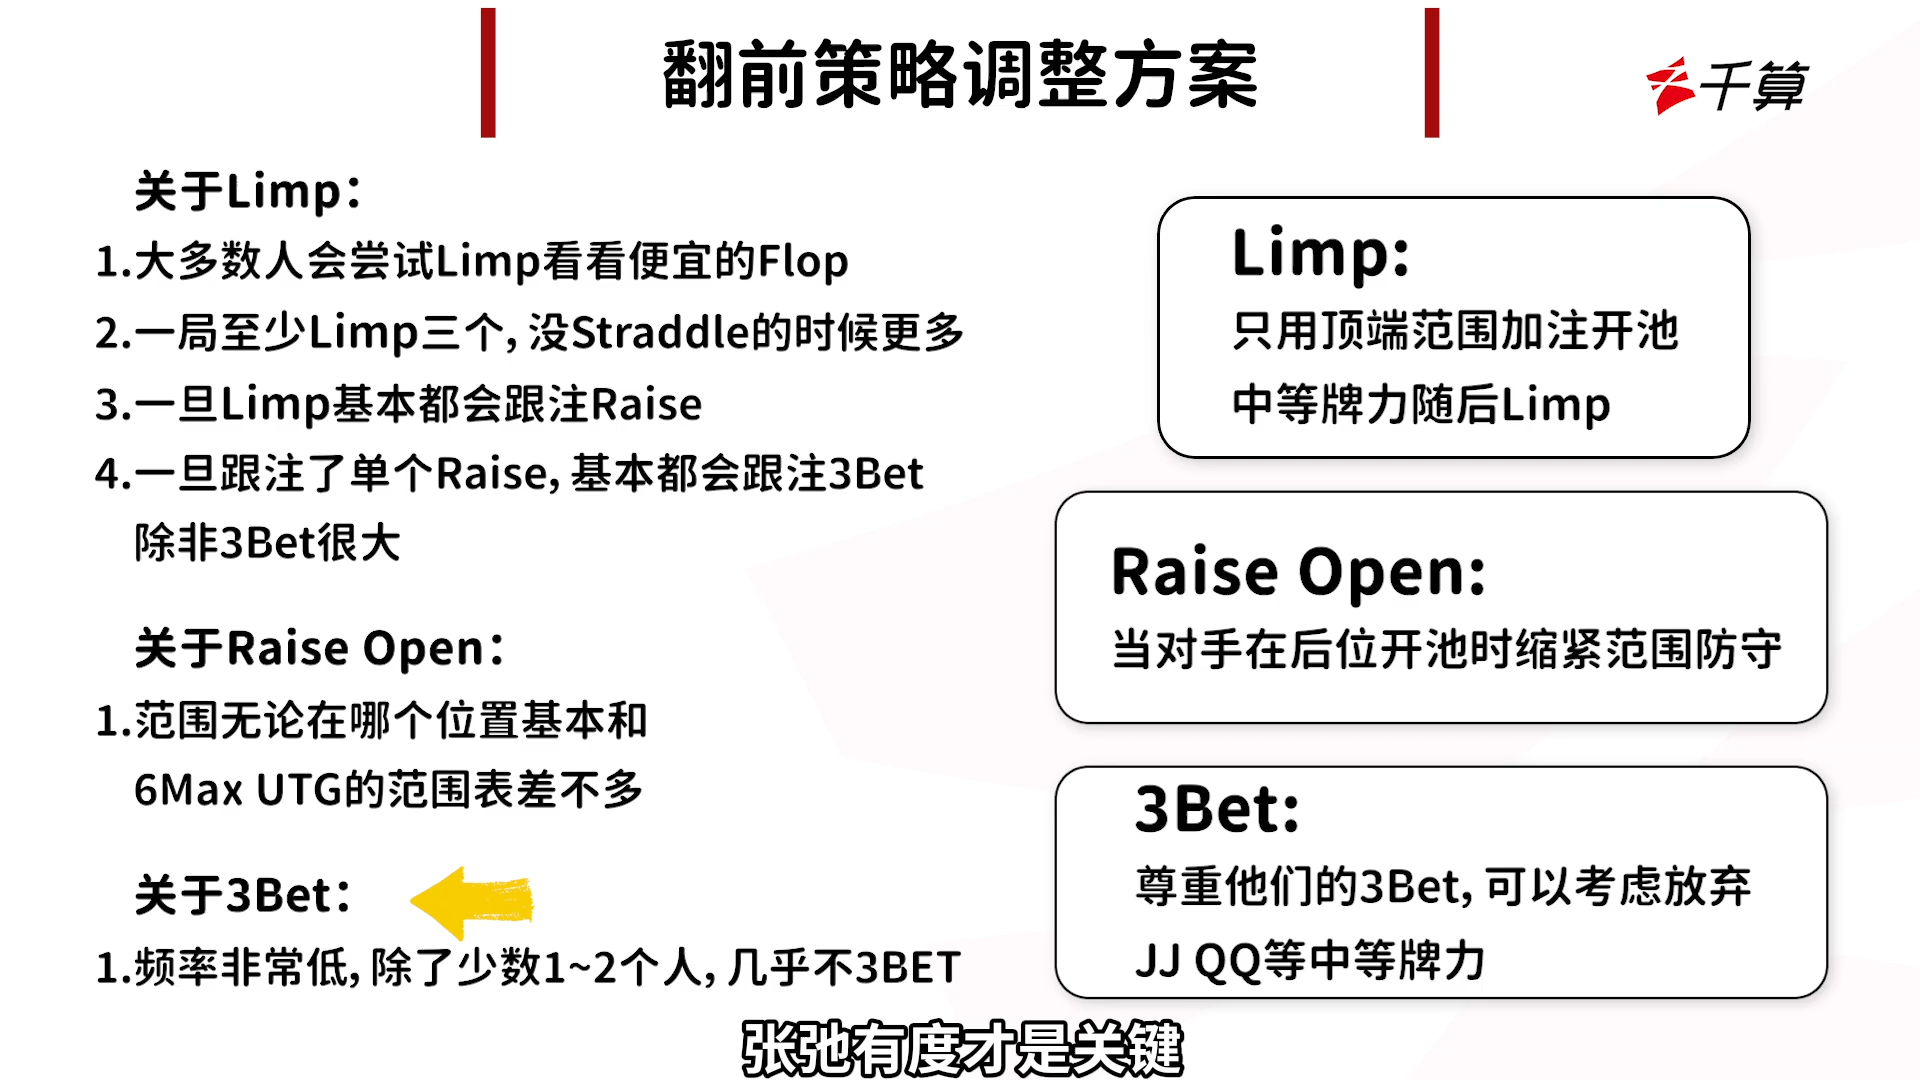 翻前策略调整方案
千算
关于Limp：
1.大多数人会尝试Limp看看便宜的Flop
2.一局至少Limp三个，没Straddle的时候更多
3.一旦Limp基本都会跟注Raise
4.一旦跟注了单个Raise，基本都会跟注3Bet
除非3Bet很大
关于Raise Open：
1.范围无论在哪个位置基本和
6Max UTG的范围表差不多
关于3Bet：
1.频率非常低，除了少数1~2个人，几乎不3BET
Limp:
只用顶端范围加注开池
中等牌力随后Limp
Raise Open:
当对手在后位开池时缩紧范围防守
3Bet:
尊重他们的3Bet，可以考虑放弃
JJ QQ等中等牌力
张弛有度才是关键